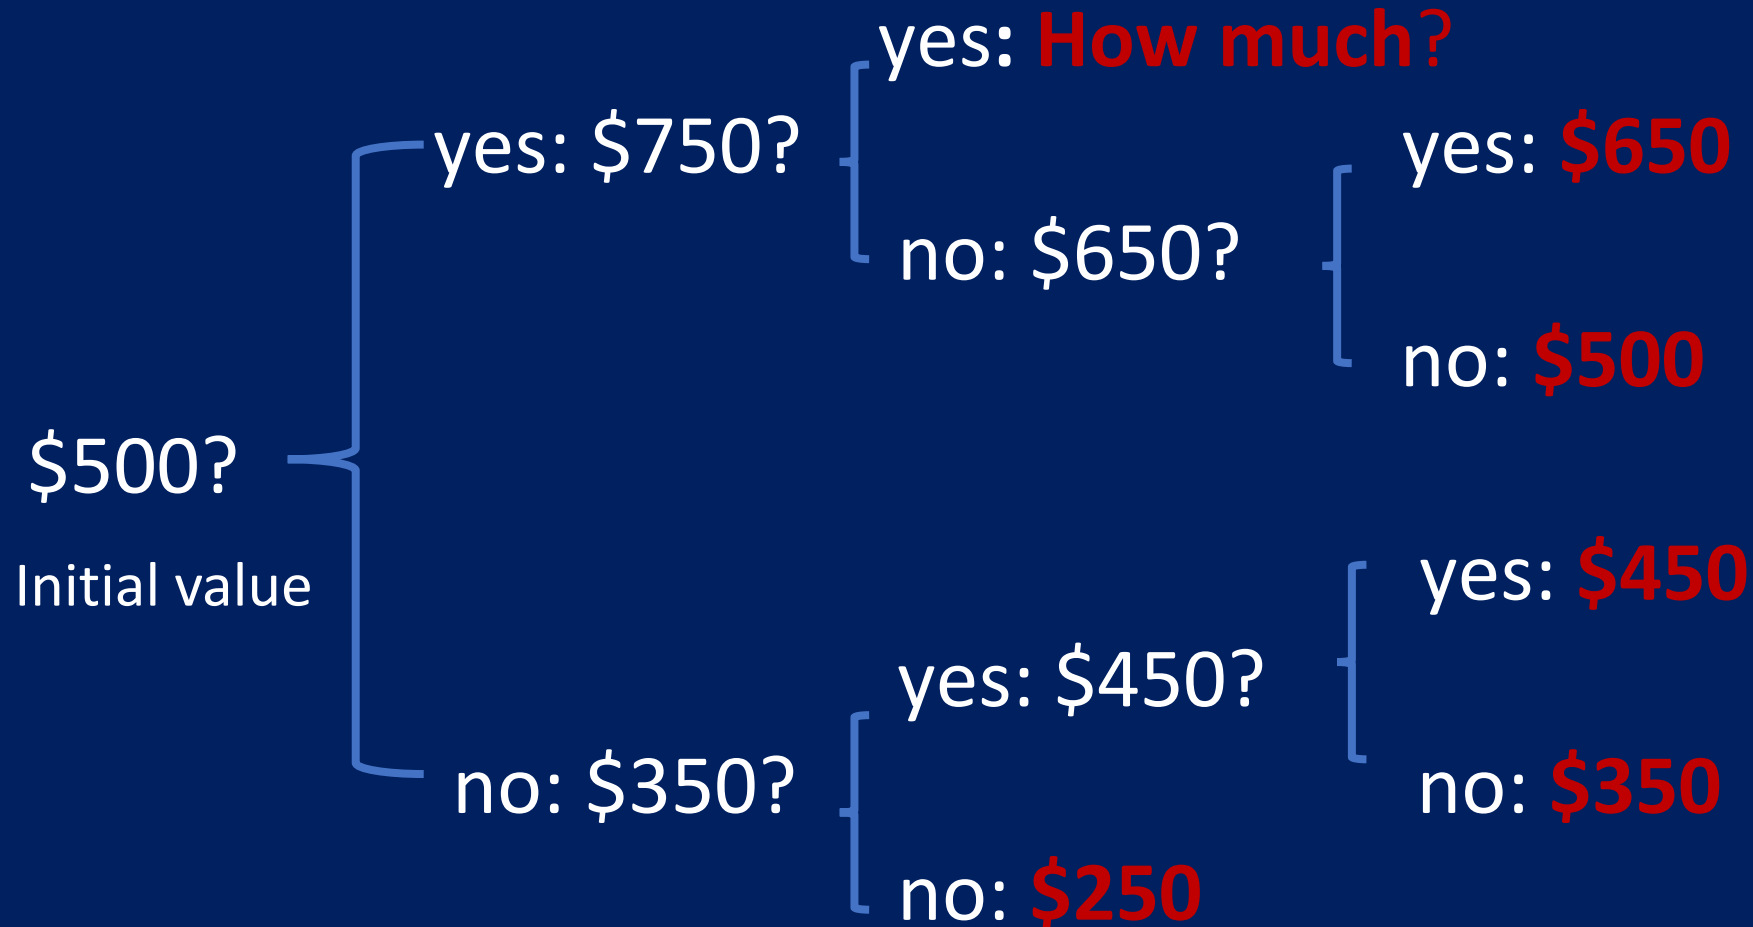 yes: How much?
yes: $750?
yes: $650
no: $650?
no: $500
$500?
Initial value
yes: $450
yes: $450?
no: $350?
no: $350
no: $250